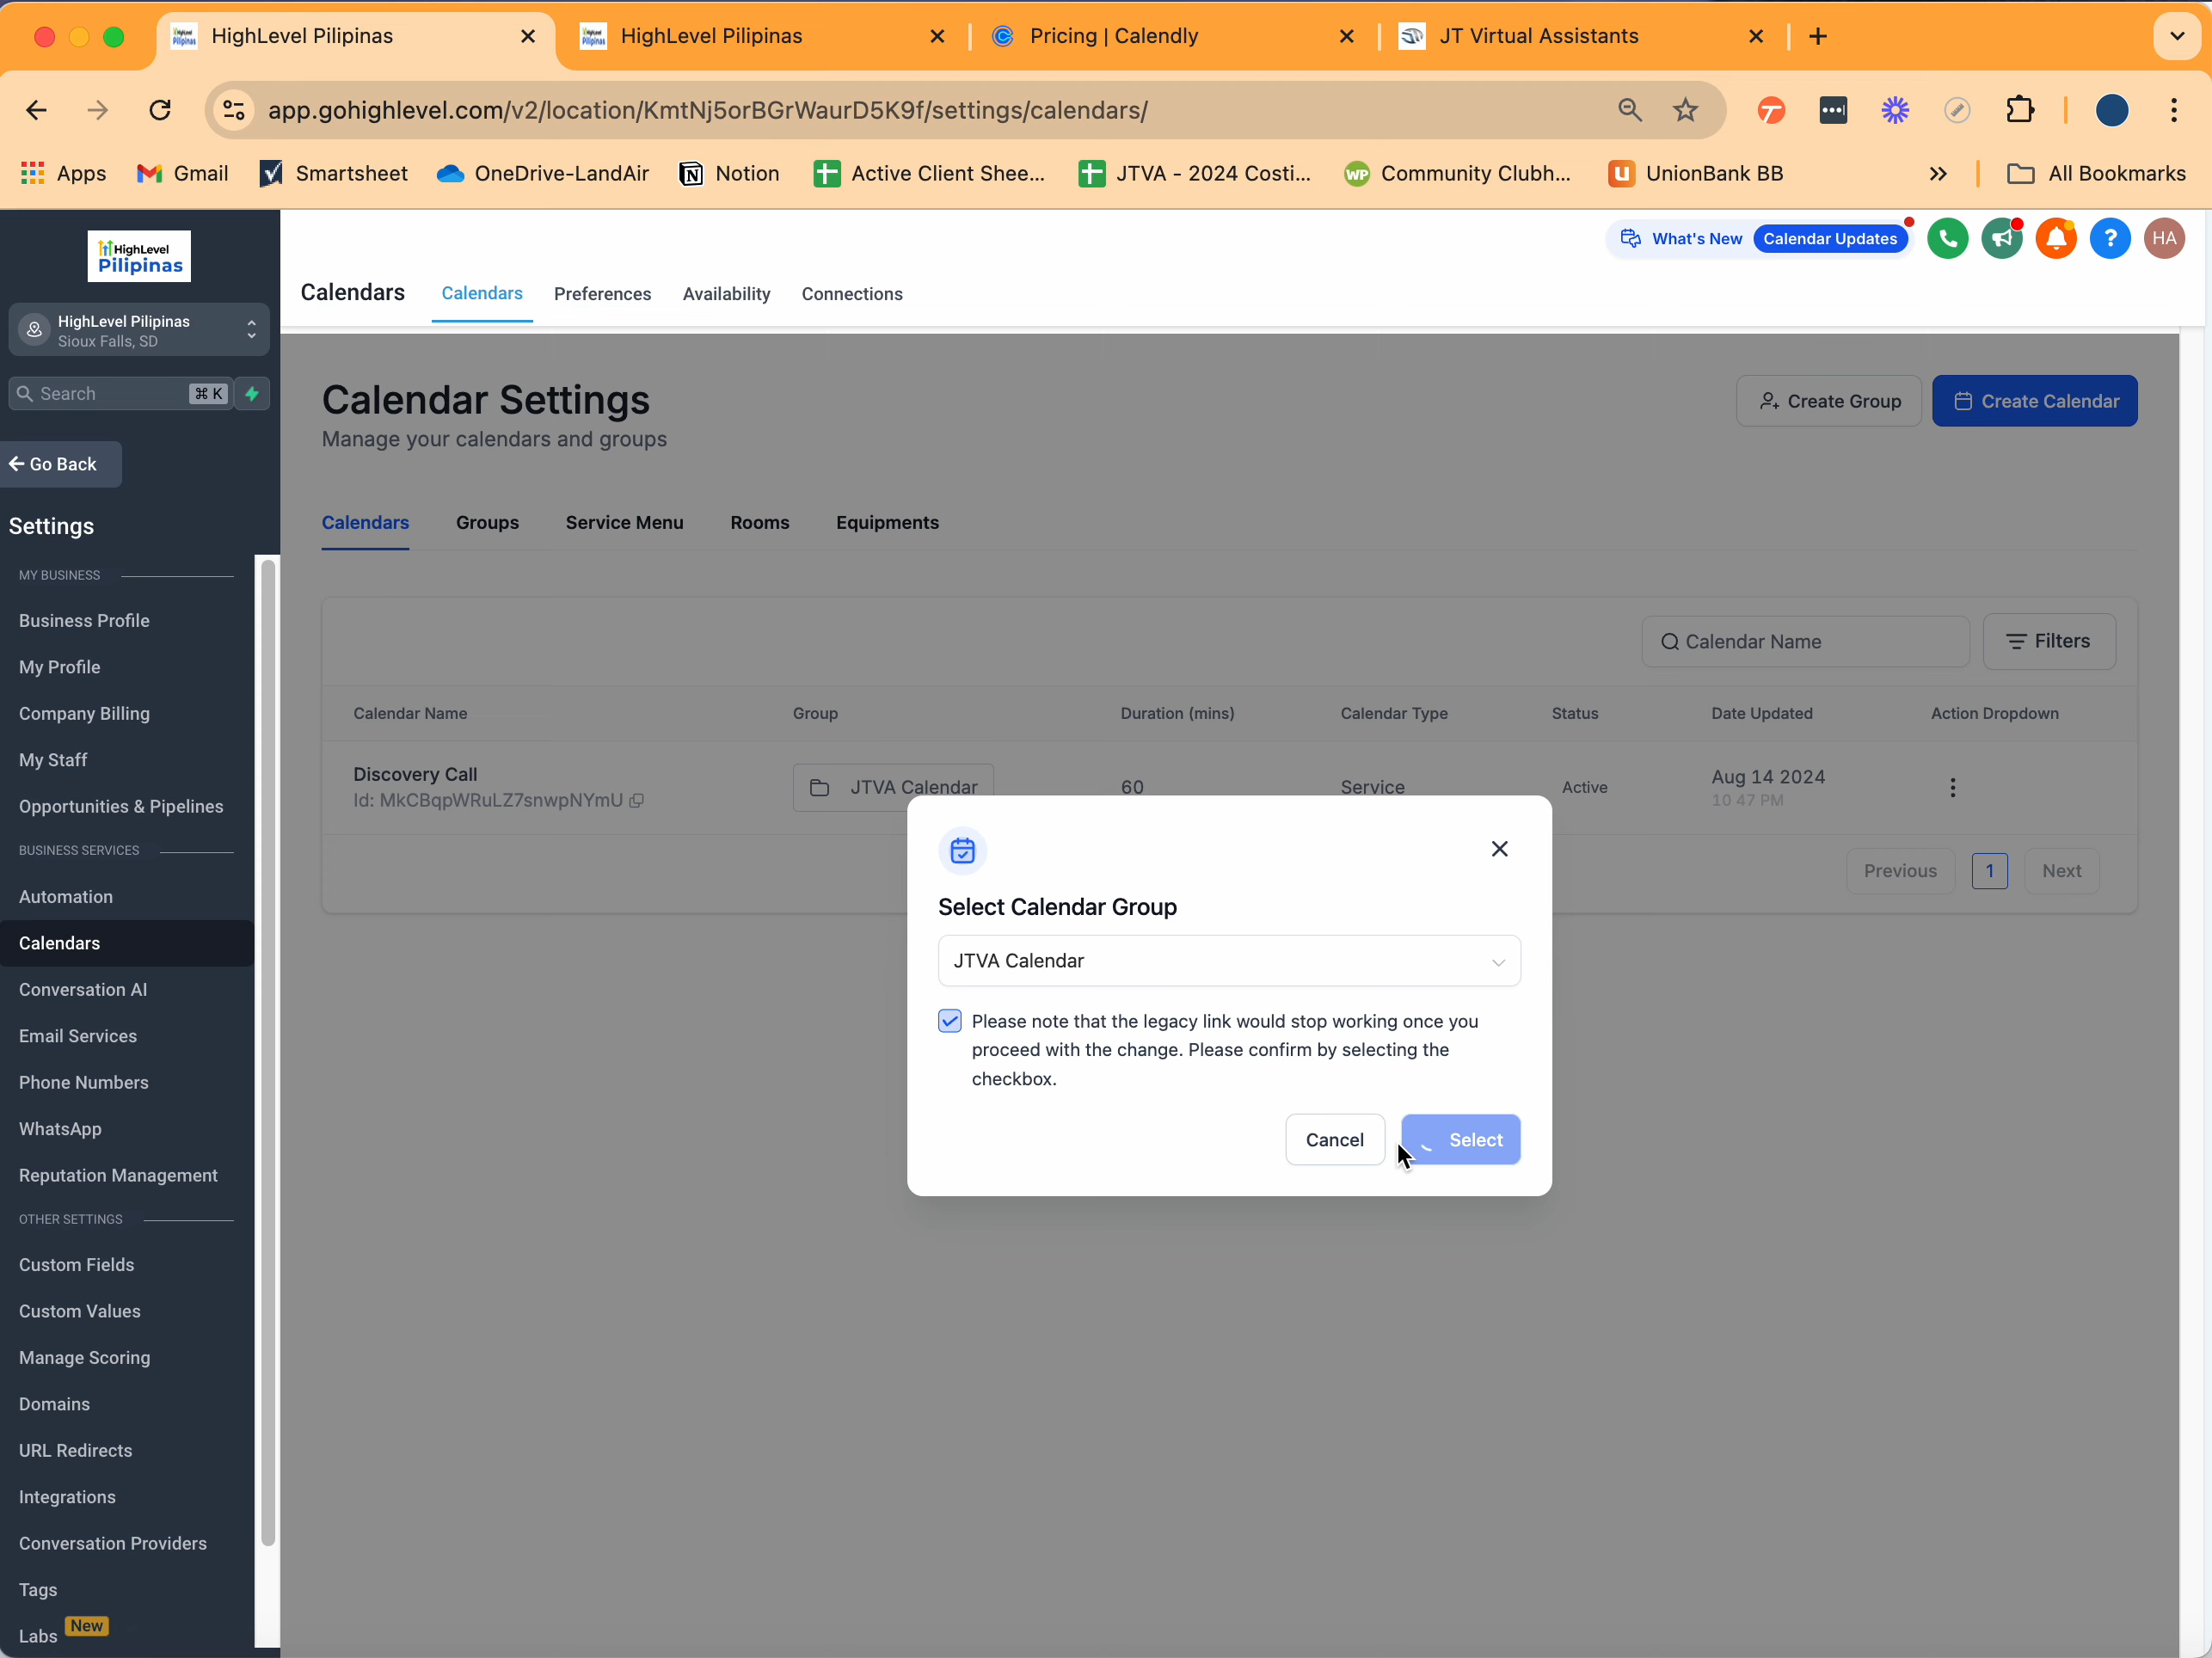 HighLevel Pilipinas
HighLevel Pilipinas
Pricing | Calendly
JT Virtual Assistants
app.gohighlevel.com/v2/location/KmtNj5orBGrWaurD5K9f/settings/calendars/
Apps
Gmail
Smartsheet
OneDrive-LandAir
Notion
Active Client Shee...
JTVA - 2024 Costi...
Community Clubh...
UnionBank BB
All Bookmarks
HighLevel
Pilipinas
HighLevel Pilipinas
Sioux Falls, SD
Search
⌘ K
Go Back
Settings
MY BUSINESS
Business Profile
My Profile
Company Billing
My Staff
Opportunities & Pipelines
BUSINESS SERVICES
Automation
Calendars
Conversation AI
Email Services
Phone Numbers
WhatsApp
Reputation Management
OTHER SETTINGS
Custom Fields
Custom Values
Manage Scoring
Domains
URL Redirects
Integrations
Conversation Providers
Tags
Labs New
What's New Calendar Updates
HA
Calendars
Calendars Preferences Availability Connections
Calendar Settings
Manage your calendars and groups
Create Group
Create Calendar
Calendars Groups Service Menu Rooms Equipments
Calendar Name
Filters
Calendar Name Group Duration (mins) Calendar Type Status Date Updated Action Dropdown
Discovery Call
Id: MkCBqpWRuLZ7snwpNYmU
JTVA Calendar
60
Service
Active
Aug 14 2024
10 47 PM
Previous 1 Next
Select Calendar Group
JTVA Calendar
Please note that the legacy link would stop working once you
proceed with the change. Please confirm by selecting the
checkbox.
Cancel
Select